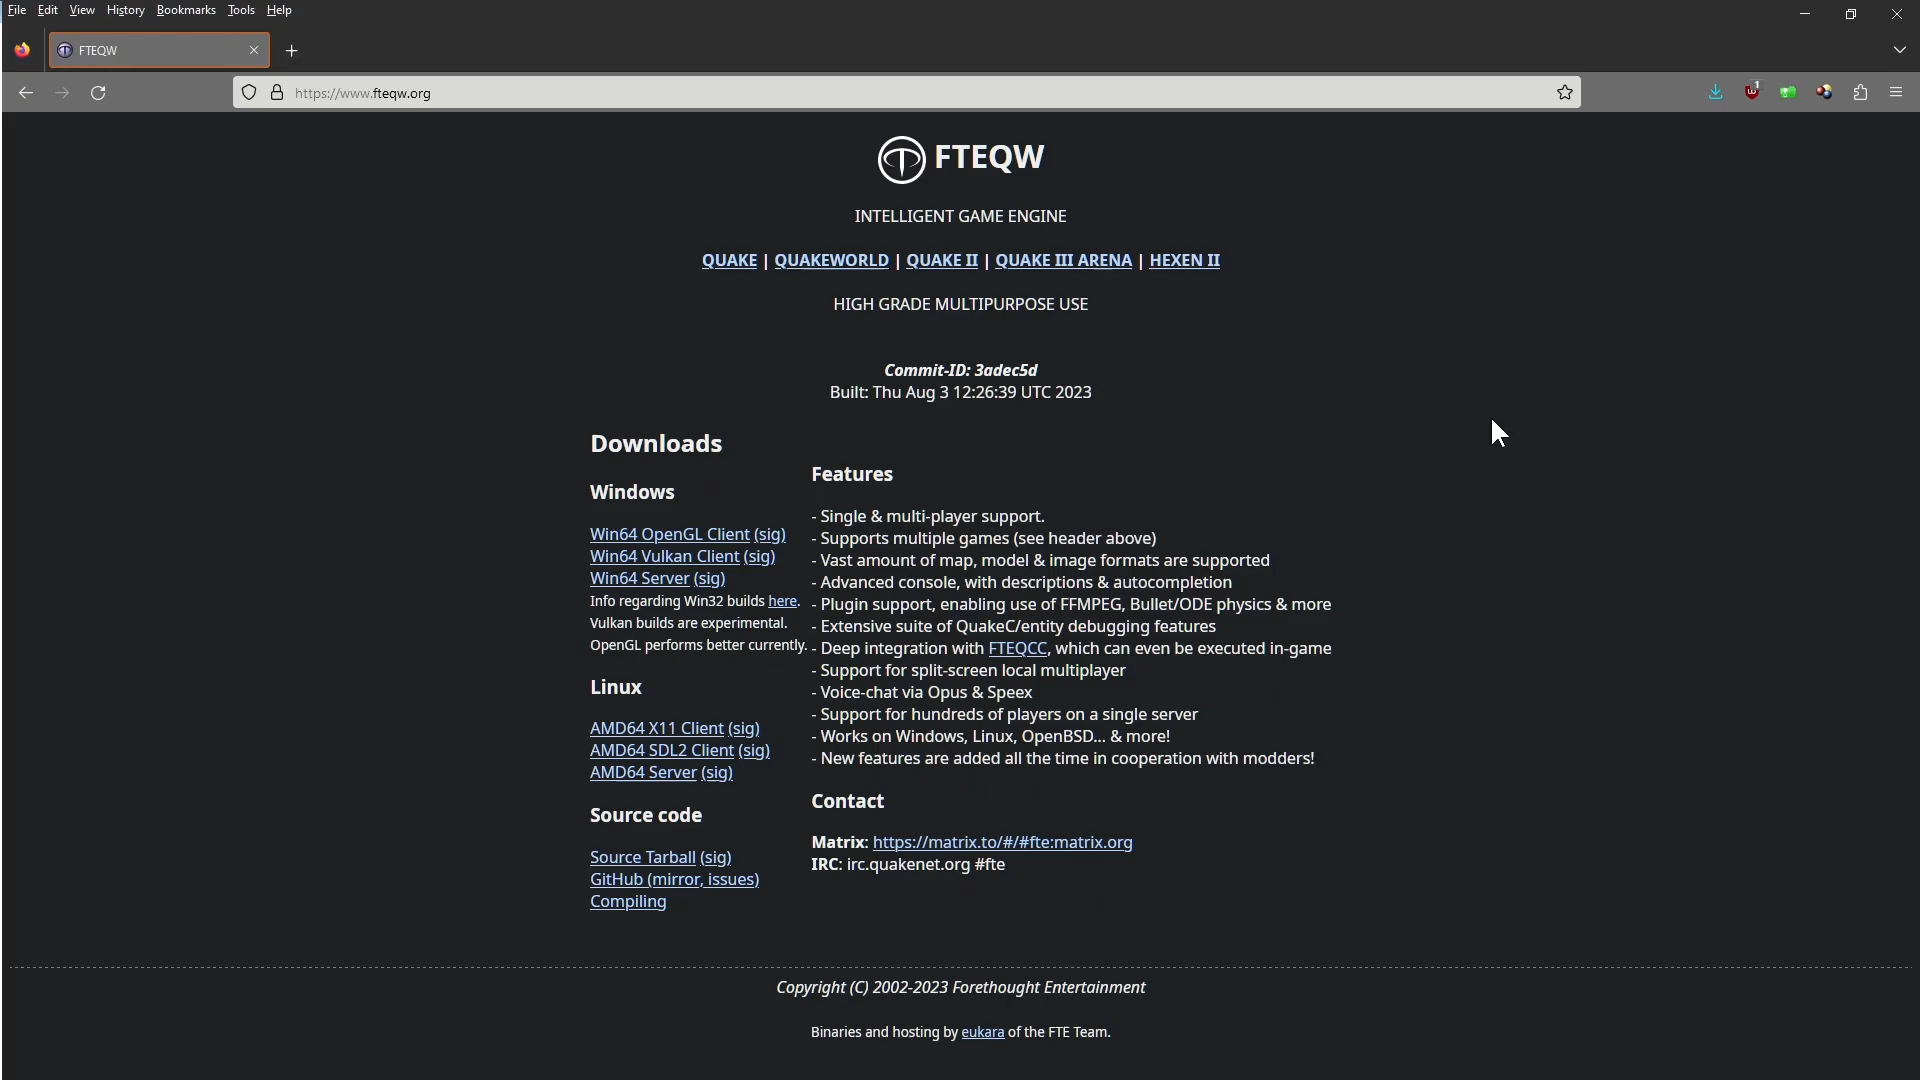 File Edit View History Bookmarks Tools Help
FTEQW
https://www.fteqw.org
1
FTEQW
INTELLIGENT GAME ENGINE
QUAKE | QUAKEWORLD | QUAKE II | QUAKE III ARENA | HEXEN II
HIGH GRADE MULTIPURPOSE USE
Commit-ID: 3adec5d
Built: Thu Aug 3 12:26:39 UTC 2023
Downloads
Windows
Win64 OpenGL Client (sig)
Win64 Vulkan Client (sig)
Win64 Server (sig)
Info regarding Win32 builds here.
Vulkan builds are experimental.
OpenGL performs better currently.
Linux
AMD64 X11 Client (sig)
AMD64 SDL2 Client (sig)
AMD64 Server (sig)
Source code
Source Tarball (sig)
GitHub (mirror, issues)
Compiling
Features
- Single & multi-player support.
- Supports multiple games (see header above)
- Vast amount of map, model & image formats are supported
- Advanced console, with descriptions & autocompletion
- Plugin support, enabling use of FFMPEG, Bullet/ODE physics & more
- Extensive suite of QuakeC/entity debugging features
- Deep integration with FTEQCC, which can even be executed in-game
- Support for split-screen local multiplayer
- Voice-chat via Opus & Speex
- Support for hundreds of players on a single server
- Works on Windows, Linux, OpenBSD... & more!
- New features are added all the time in cooperation with modders!
Contact
Matrix: https://matrix.to/#/#fte:matrix.org
IRC: irc.quakenet.org #fte
Copyright (C) 2002-2023 Forethought Entertainment
Binaries and hosting by eukara of the FTE Team.